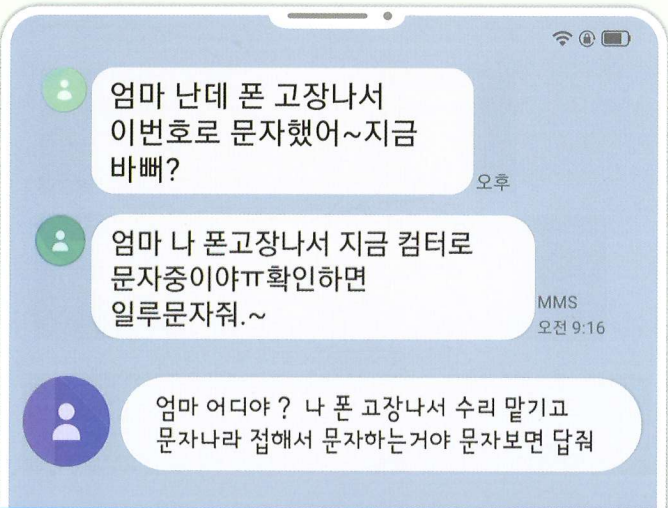 엄마 난데 폰 고장나서
이번호로 문자했어~지금
바뻐?
오후
엄마 나 폰고장나서 지금 컴터로
문자중이야ㅠ확인하면
일루문자줘.~
MMS
오전 9:16
엄마 어디야 ? 나 폰 고장나서 수리 맡기고
문자나라 접해서 문자하는거야 문자보면 답줘